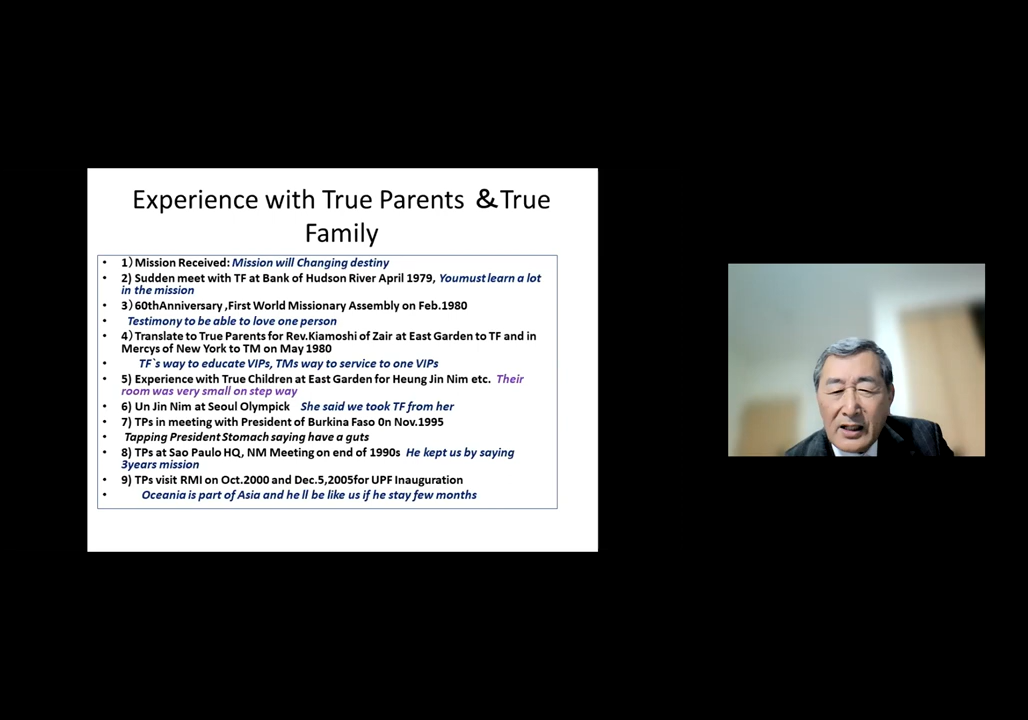 Experience with True Parents ＆True
Family
• 1）Mission Received: Mission will Changing destiny
• 2) Sudden meet with TF at Bank of Hudson River April 1979, Youmust learn a lot
in the mission
• 3）60thAnniversary ,First World Missionary Assembly on Feb.1980
• Testimony to be able to love one person
• 4）Translate to True Parents for Rev.Kiamoshi of Zair at East Garden to TF and in
Mercys of New York to TM on May 1980
• TF`s way to educate VIPs, TMs way to service to one VIPs
• 5) Experience with True Children at East Garden for Heung Jin Nim etc. Their
room was very small on step way
• 6) Un Jin Nim at Seoul Olympick She said we took TF from her
• 7) TPs in meeting with President of Burkina Faso 0n Nov.1995
• Tapping President Stomach saying have a guts
• 8) TPs at Sao Paulo HQ, NM Meeting on end of 1990s He kept us by saying
3years mission
• 9) TPs visit RMI on Oct.2000 and Dec.5,2005for UPF Inauguration
• Oceania is part of Asia and he ll be like us if he stay few months